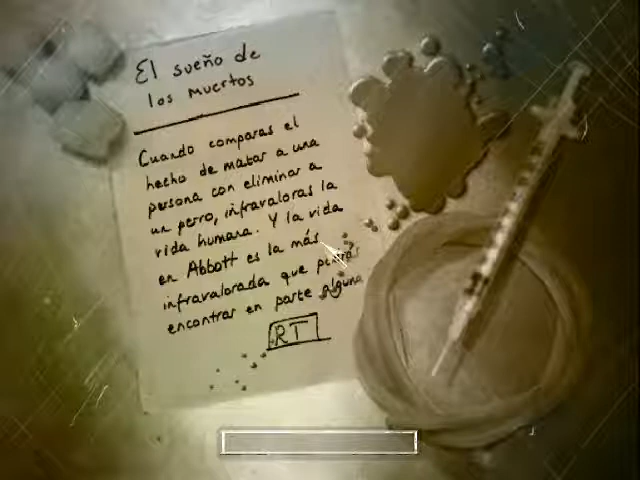 El sueño de
los muertos
Cuando comparas el
hecho de matar a una
persona con eliminar a
un perro, infravaloras la
vida humana. Y la vida
en Abbott es la más
infravalorada que
encontrar en parte alguna
RT